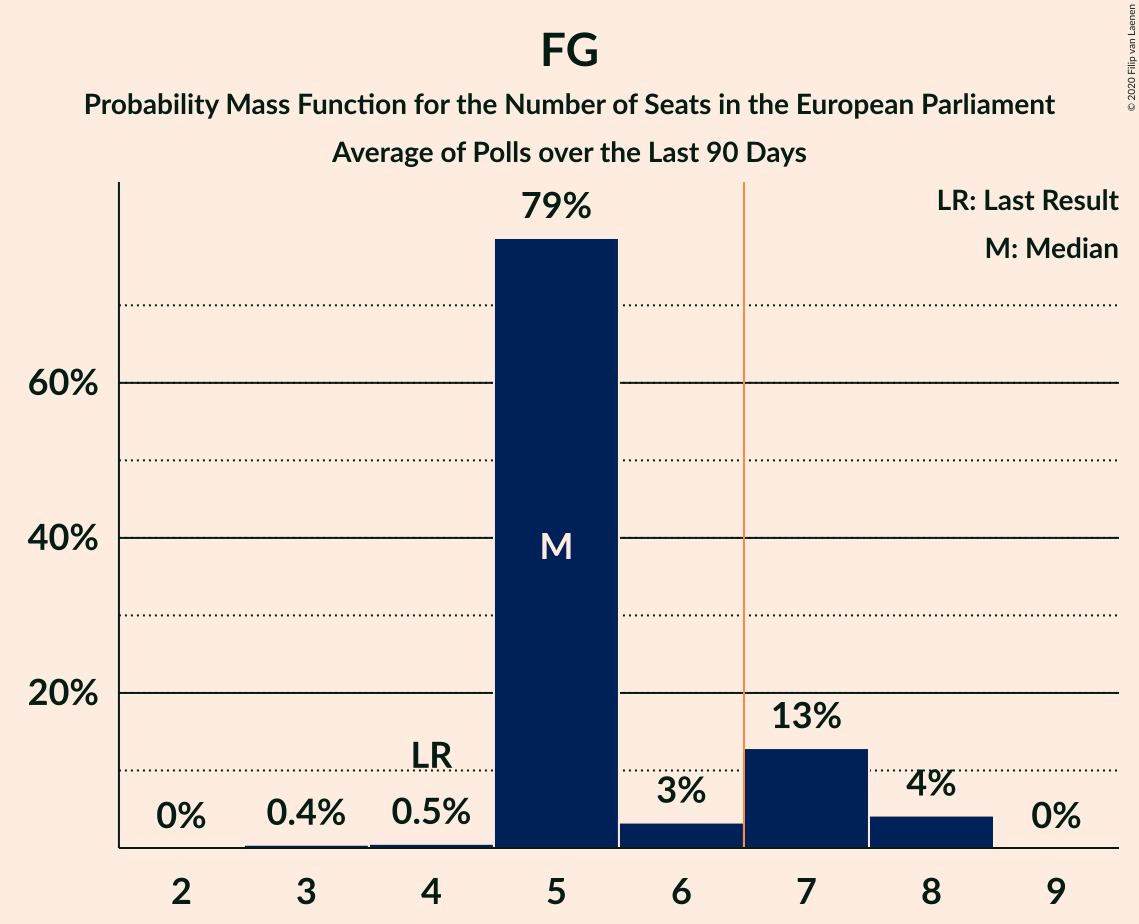 FG
Probability Mass Function for the Number of Seats in the European Parliament
Average of Polls over the Last 90 Days
© 2020 Filip van Laenen
LR: Last Result
M: Median
79%
60%
40%
20%
M
LR
0%
0.4%
0.5%
3%
13%
4%
0%
2 3 4 5 6 7 8 9